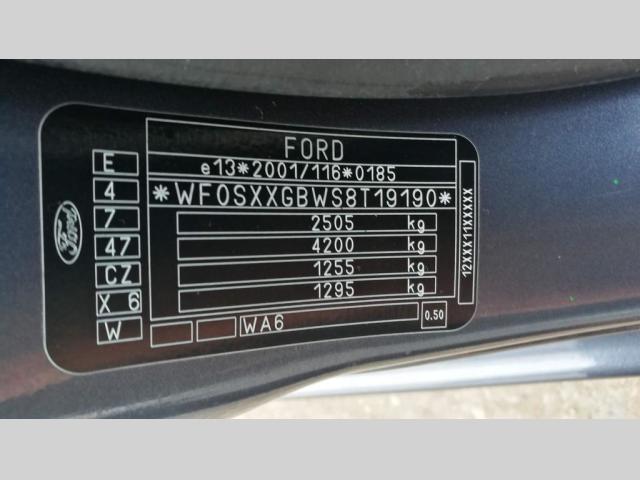 FORD
e13*2001/116*0185
*WF0SXXGBWS8T19190*
2505 kg
4200 kg
1255 kg
1295 kg
E
4
7
47
CZ
X 6
W
WA6
0.50
12XXX11XXXXX
Ford